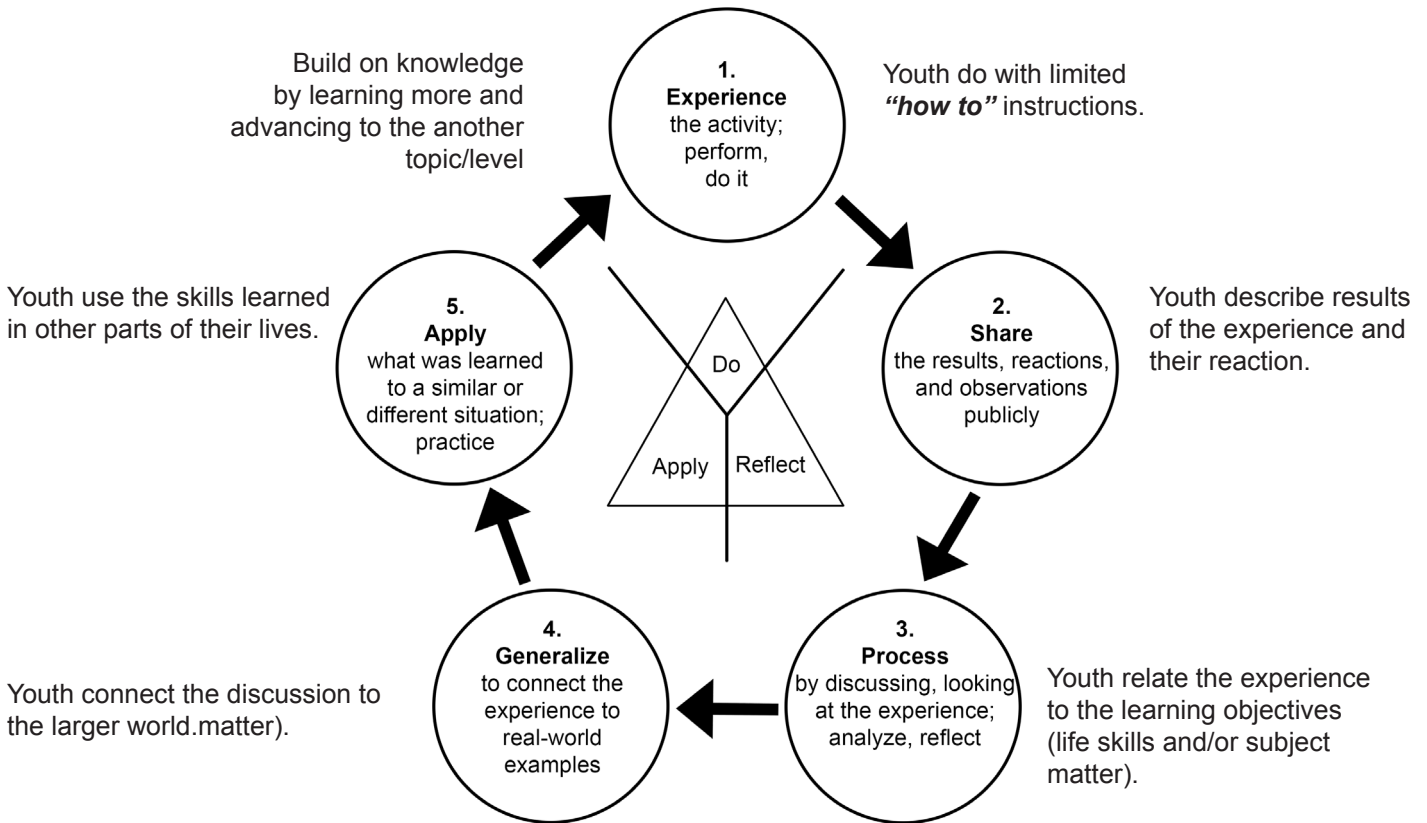 Build on knowledge
by learning more and
advancing to the another
topic/level
1.
Experience
the activity;
perform,
do it
Youth do with limited
“how to” instructions.
2.
Share
the results, reactions,
and observations
publicly
Youth describe results
of the experience and
their reaction.
3.
Process
by discussing, looking
at the experience;
analyze, reflect
Youth relate the experience
to the learning objectives
(life skills and/or subject
matter).
4.
Generalize
to connect the
experience to
real-world
examples
Youth connect the discussion to
the larger world.matter).
5.
Apply
what was learned
to a similar or
different situation;
practice
Youth use the skills learned
in other parts of their lives.
Do
Apply
Reflect